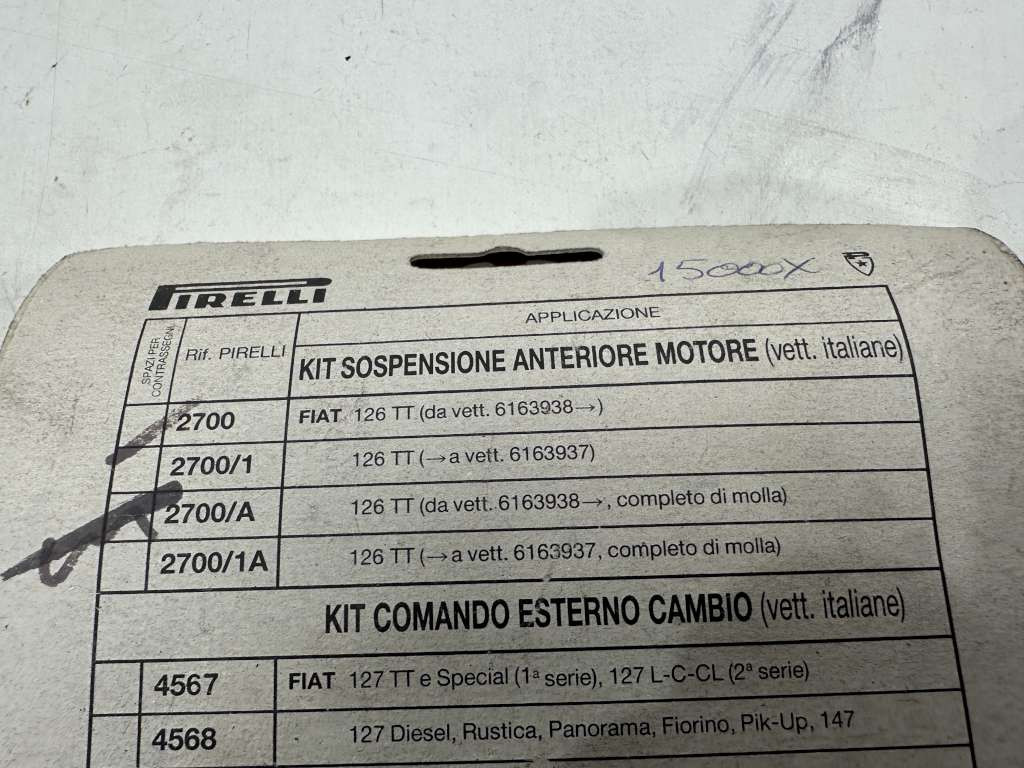 15000X
PIRELLI
SPAZI PER CONTRASSEGNI
Rif. PIRELLI
APPLICAZIONE
KIT SOSPENSIONE ANTERIORE MOTORE (vett. italiane)
2700 FIAT 126 TT (da vett. 6163938→)
2700/1 126 TT (→a vett. 6163937)
2700/A 126 TT (da vett. 6163938→, completo di molla)
2700/1A 126 TT (→a vett. 6163937, completo di molla)
KIT COMANDO ESTERNO CAMBIO (vett. italiane)
4567 FIAT 127 TT e Special (1ª serie), 127 L-C-CL (2ª serie)
4568 127 Diesel, Rustica, Panorama, Fiorino, Pik-Up, 147